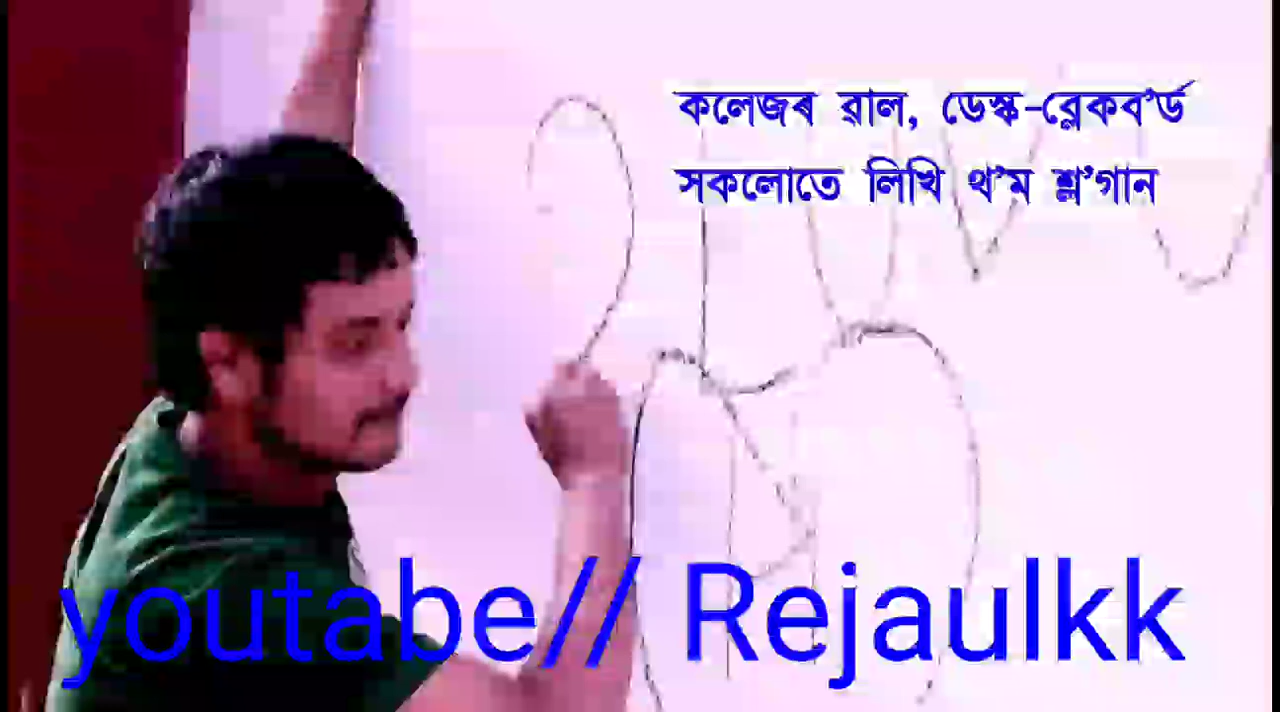 কলেজৰ ৱাল, ডেস্ক-ব্লেকব'ৰ্ড
সকলোতে লিখি থ'ম শ্ল'গান
youtabe// Rejaulkk